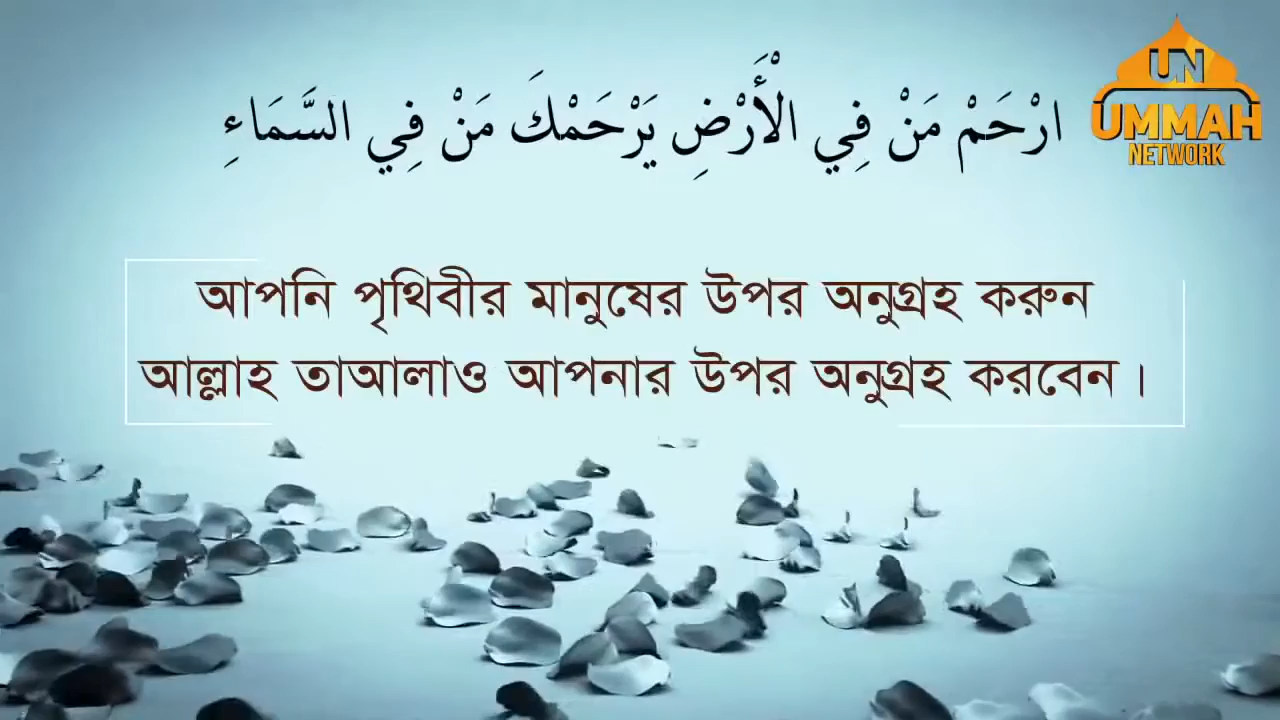 ارْحَمْ مَنْ فِي الْأَرْضِ يَرْحَمْكَ مَنْ فِي السَّمَاءِ
UN
UMMAH
NETWORK
আপনি পৃথিবীর মানুষের উপর অনুগ্রহ করুন
আল্লাহ তাআলাও আপনার উপর অনুগ্রহ করবেন।